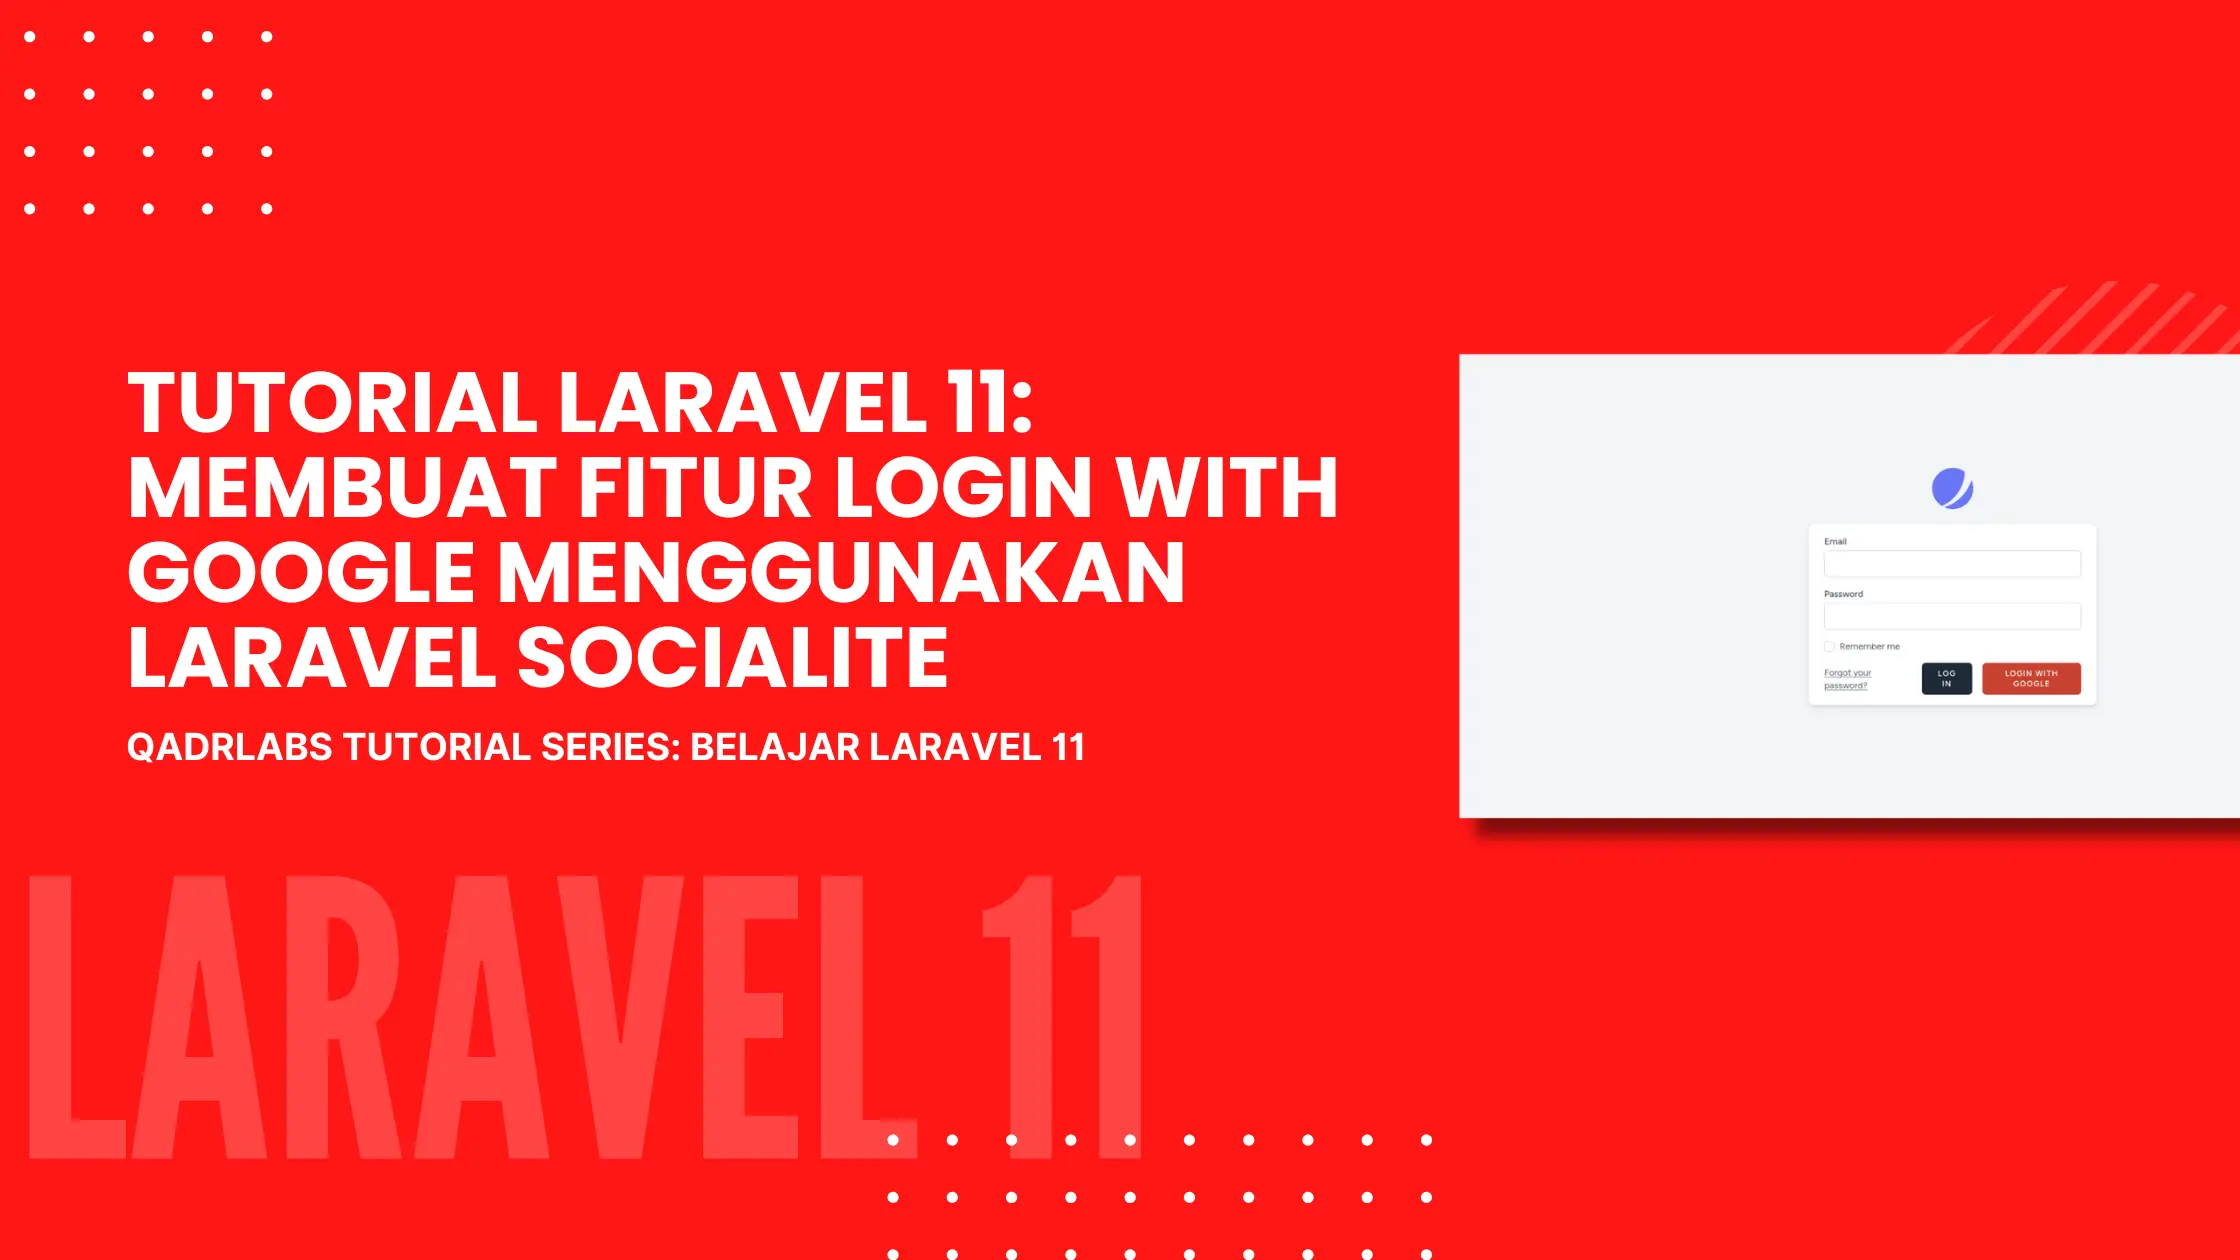 TUTORIAL LARAVEL 11:
MEMBUAT FITUR LOGIN WITH
GOOGLE MENGGUNAKAN
LARAVEL SOCIALITE
QADRLABS TUTORIAL SERIES: BELAJAR LARAVEL 11
Email
Password
Remember me
Forgot your
password?
LOG
IN
LOGIN WITH
GOOGLE
LARAVEL 11